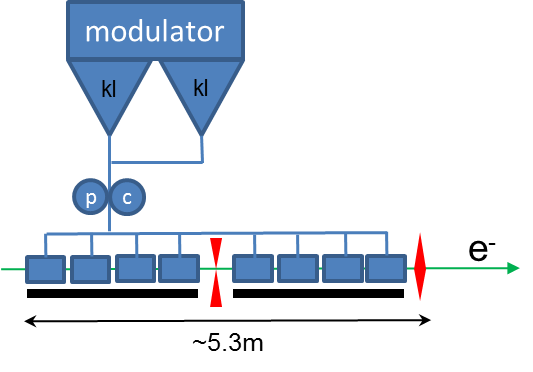 modulator
kl kl
p c
e-
~5.3m